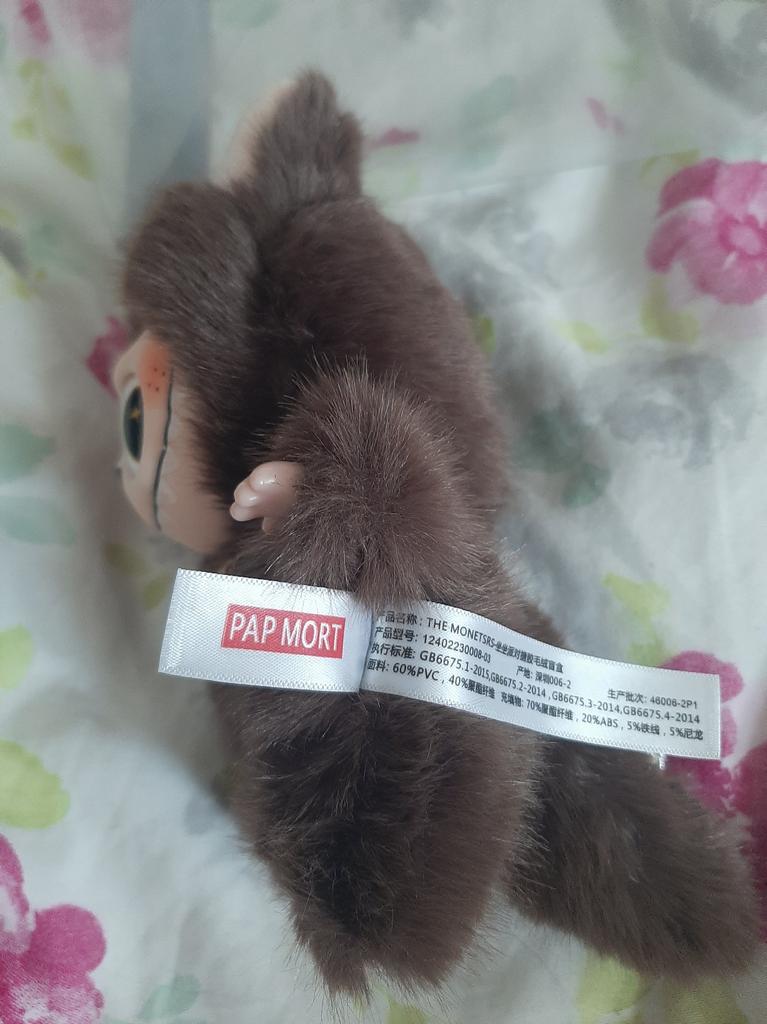 PAP MORT
产品名称：THE·MONETSRS-坐坐派对搪胶毛绒盲盒
产品型号：12402230008-03 产地：深圳006-2 生产批次：46006-2P1
执行标准：GB6675.1-2015,GB6675.2-2014,GB6675.3-2014,GB6675.4-2014
面料：60%PVC，40%聚酯纤维 充填物：70%聚酯纤维，20%ABS，5%铁线，5%尼龙